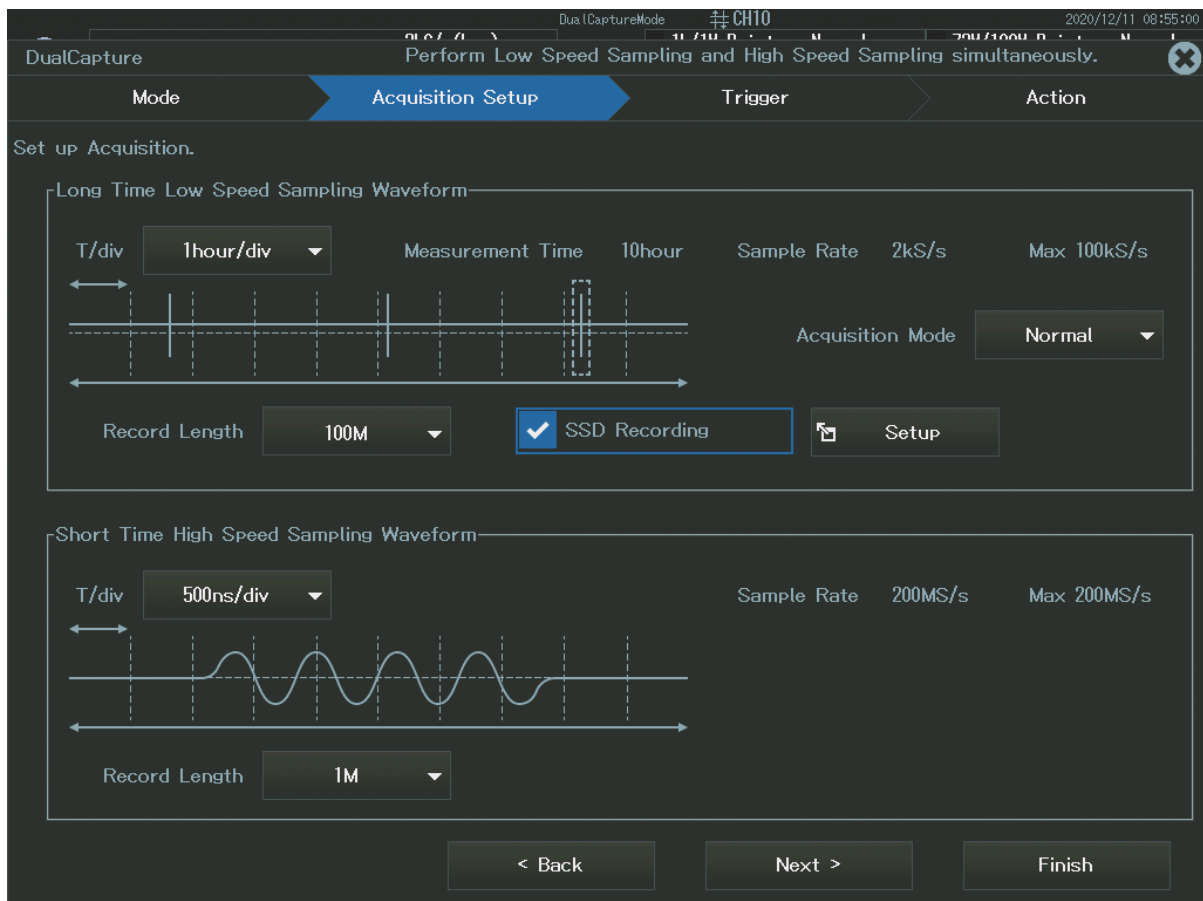 DualCaptureMode CH10 2020/12/11 08:55:00
DualCapture Perform Low Speed Sampling and High Speed Sampling simultaneously.
Mode Acquisition Setup Trigger Action
Set up Acquisition.
Long Time Low Speed Sampling Waveform
T/div 1hour/div Measurement Time 10hour Sample Rate 2kS/s Max 100kS/s
Acquisition Mode Normal
Record Length 100M SSD Recording Setup
Short Time High Speed Sampling Waveform
T/div 500ns/div Sample Rate 200MS/s Max 200MS/s
Record Length 1M
< Back Next > Finish